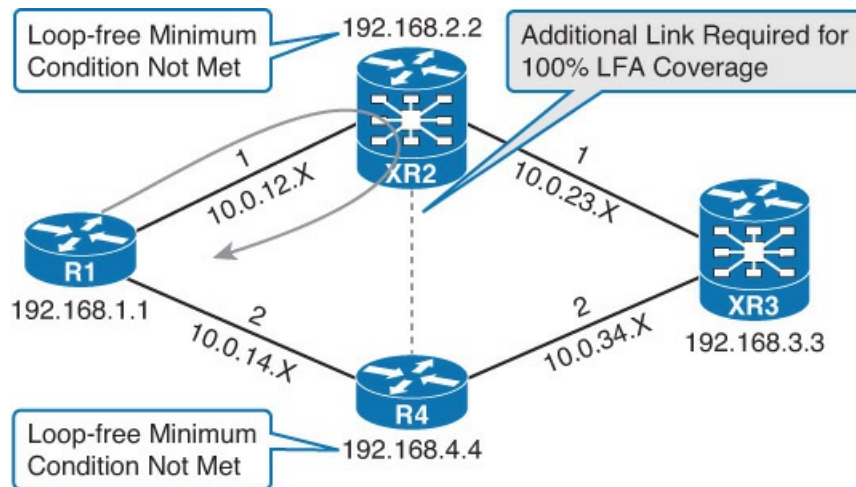 Loop-free Minimum
Condition Not Met
192.168.2.2
Additional Link Required for
100% LFA Coverage
XR2
1
10.0.12.X
1
10.0.23.X
R1
192.168.1.1
XR3
192.168.3.3
2
10.0.14.X
2
10.0.34.X
R4
192.168.4.4
Loop-free Minimum
Condition Not Met